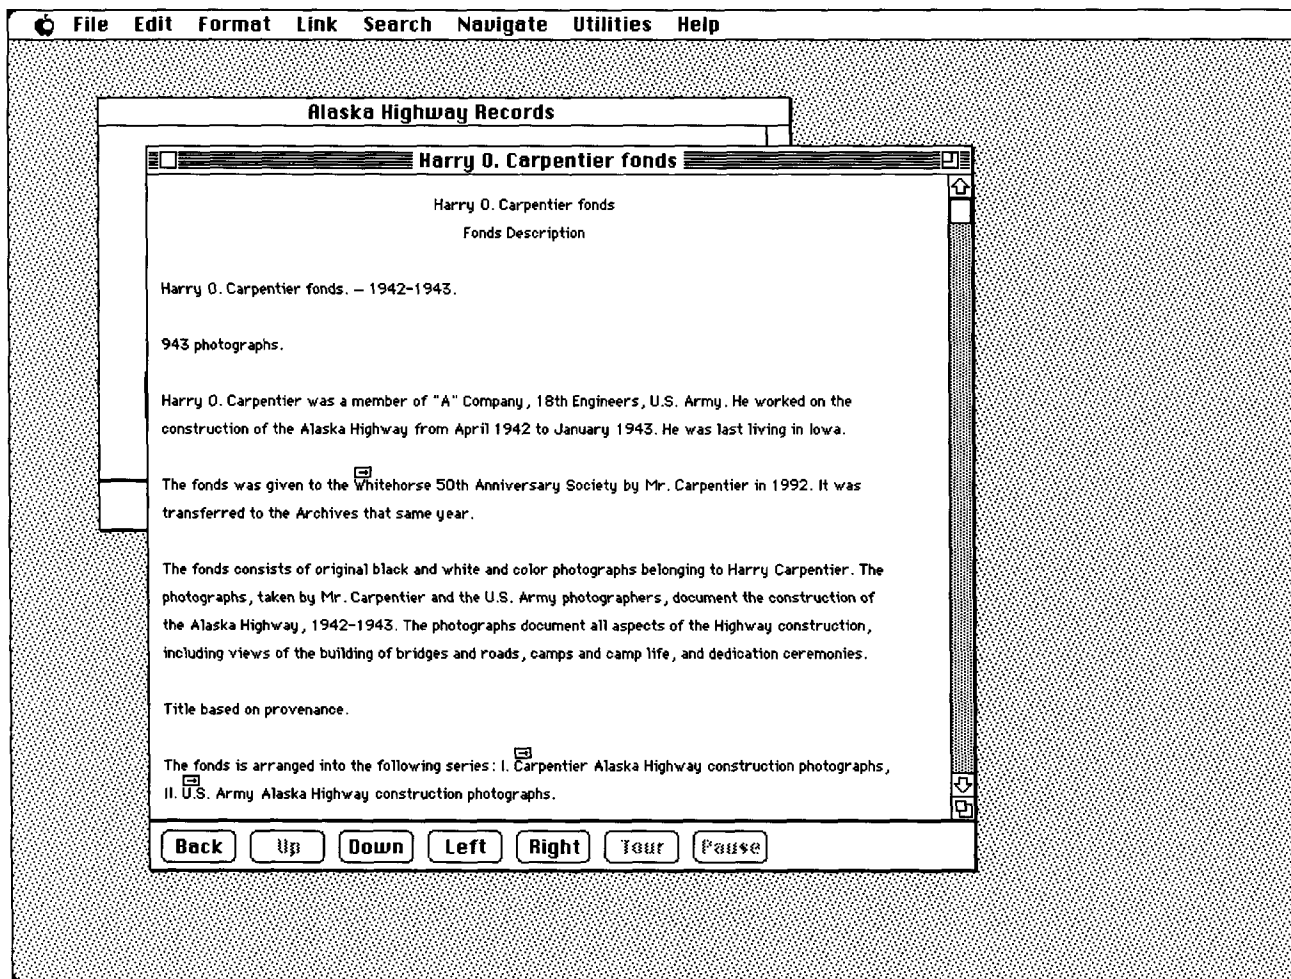 File Edit Format Link Search Navigate Utilities Help
Alaska Highway Records
Harry O. Carpentier fonds
Harry O. Carpentier fonds
Fonds Description
Harry O. Carpentier fonds. – 1942-1943.
943 photographs.
Harry O. Carpentier was a member of "A" Company, 18th Engineers, U.S. Army. He worked on the
construction of the Alaska Highway from April 1942 to January 1943. He was last living in Iowa.
The fonds was given to the Whitehorse 50th Anniversary Society by Mr. Carpentier in 1992. It was
transferred to the Archives that same year.
The fonds consists of original black and white and color photographs belonging to Harry Carpentier. The
photographs, taken by Mr. Carpentier and the U.S. Army photographers, document the construction of
the Alaska Highway, 1942-1943. The photographs document all aspects of the Highway construction,
including views of the building of bridges and roads, camps and camp life, and dedication ceremonies.
Title based on provenance.
The fonds is arranged into the following series: I. Carpentier Alaska Highway construction photographs,
II. U.S. Army Alaska Highway construction photographs.
Back Up Down Left Right Tour Pause